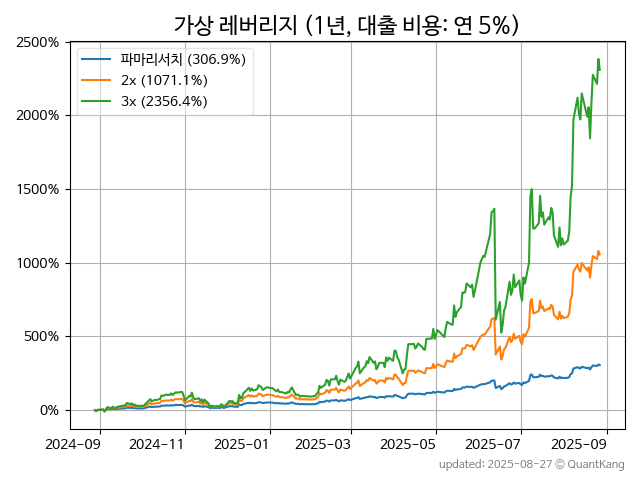 가상 레버리지 (1년, 대출 비용: 연 5%)
파마리서치 (306.9%)
2x (1071.1%)
3x (2356.4%)
2500%
2000%
1500%
1000%
500%
0%
2024-09 2024-11 2025-01 2025-03 2025-05 2025-07 2025-09
updated: 2025-08-27 © QuantKang